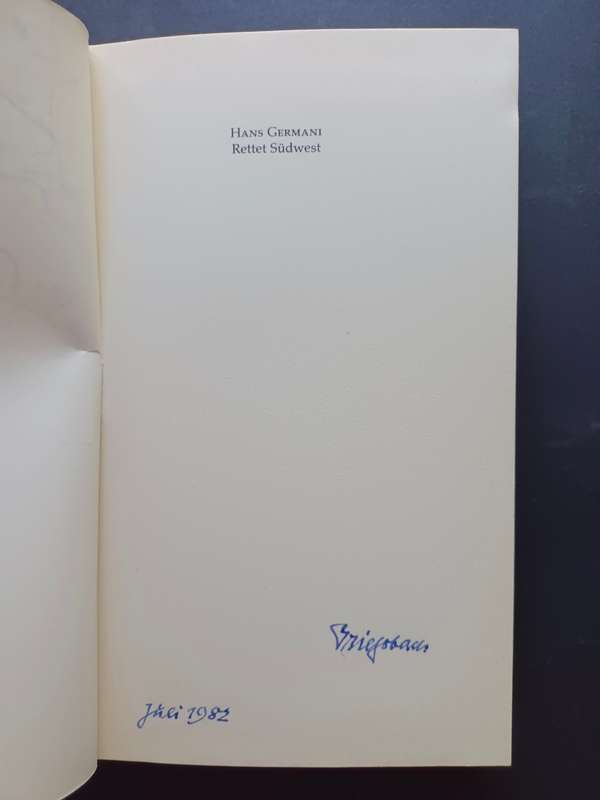 HANS GERMANI
Rettet Südwest
Juli 1982